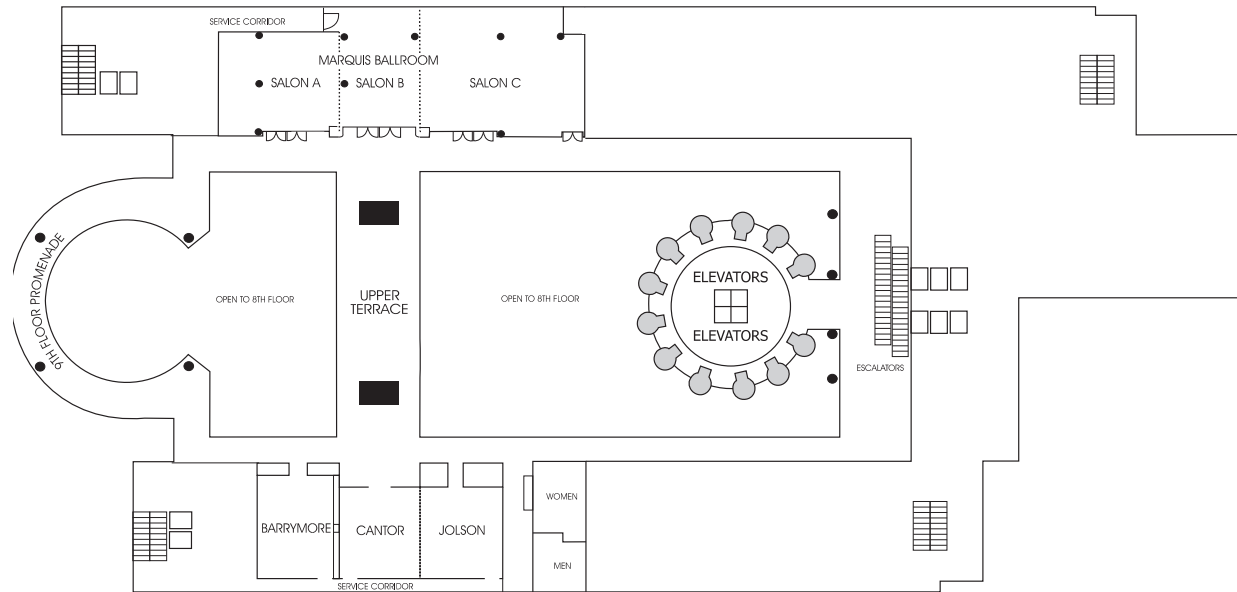 SERVICE CORRIDOR
MARQUIS BALLROOM
SALON A
SALON B
SALON C
9TH FLOOR PROMENADE
OPEN TO 8TH FLOOR
UPPER
TERRACE
OPEN TO 8TH FLOOR
ELEVATORS
ELEVATORS
ESCALATORS
BARRYMORE
CANTOR
JOLSON
WOMEN
MEN
SERVICE CORRIDOR